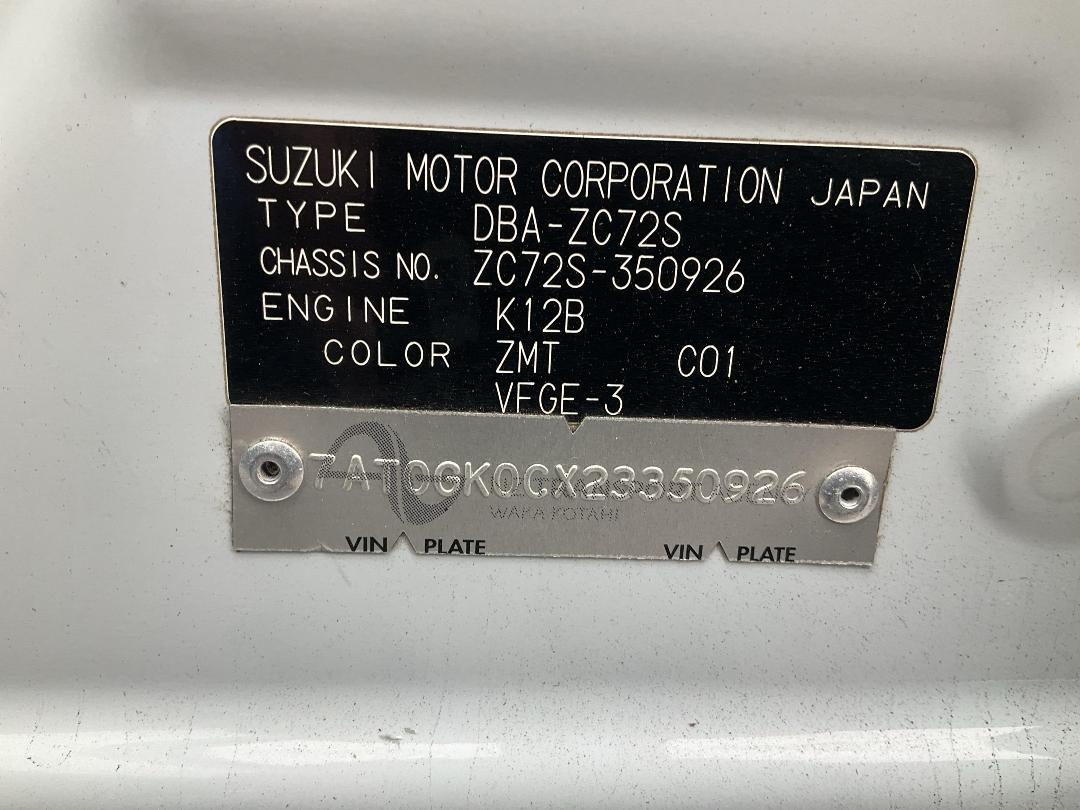 SUZUKI MOTOR CORPORATION JAPAN
TYPE DBA-ZC72S
CHASSIS NO. ZC72S-350926
ENGINE K12B
COLOR ZMT C01
VFGE-3
7AT0GK0CX23350926
WAKA KOTAHI
VIN PLATE VIN PLATE